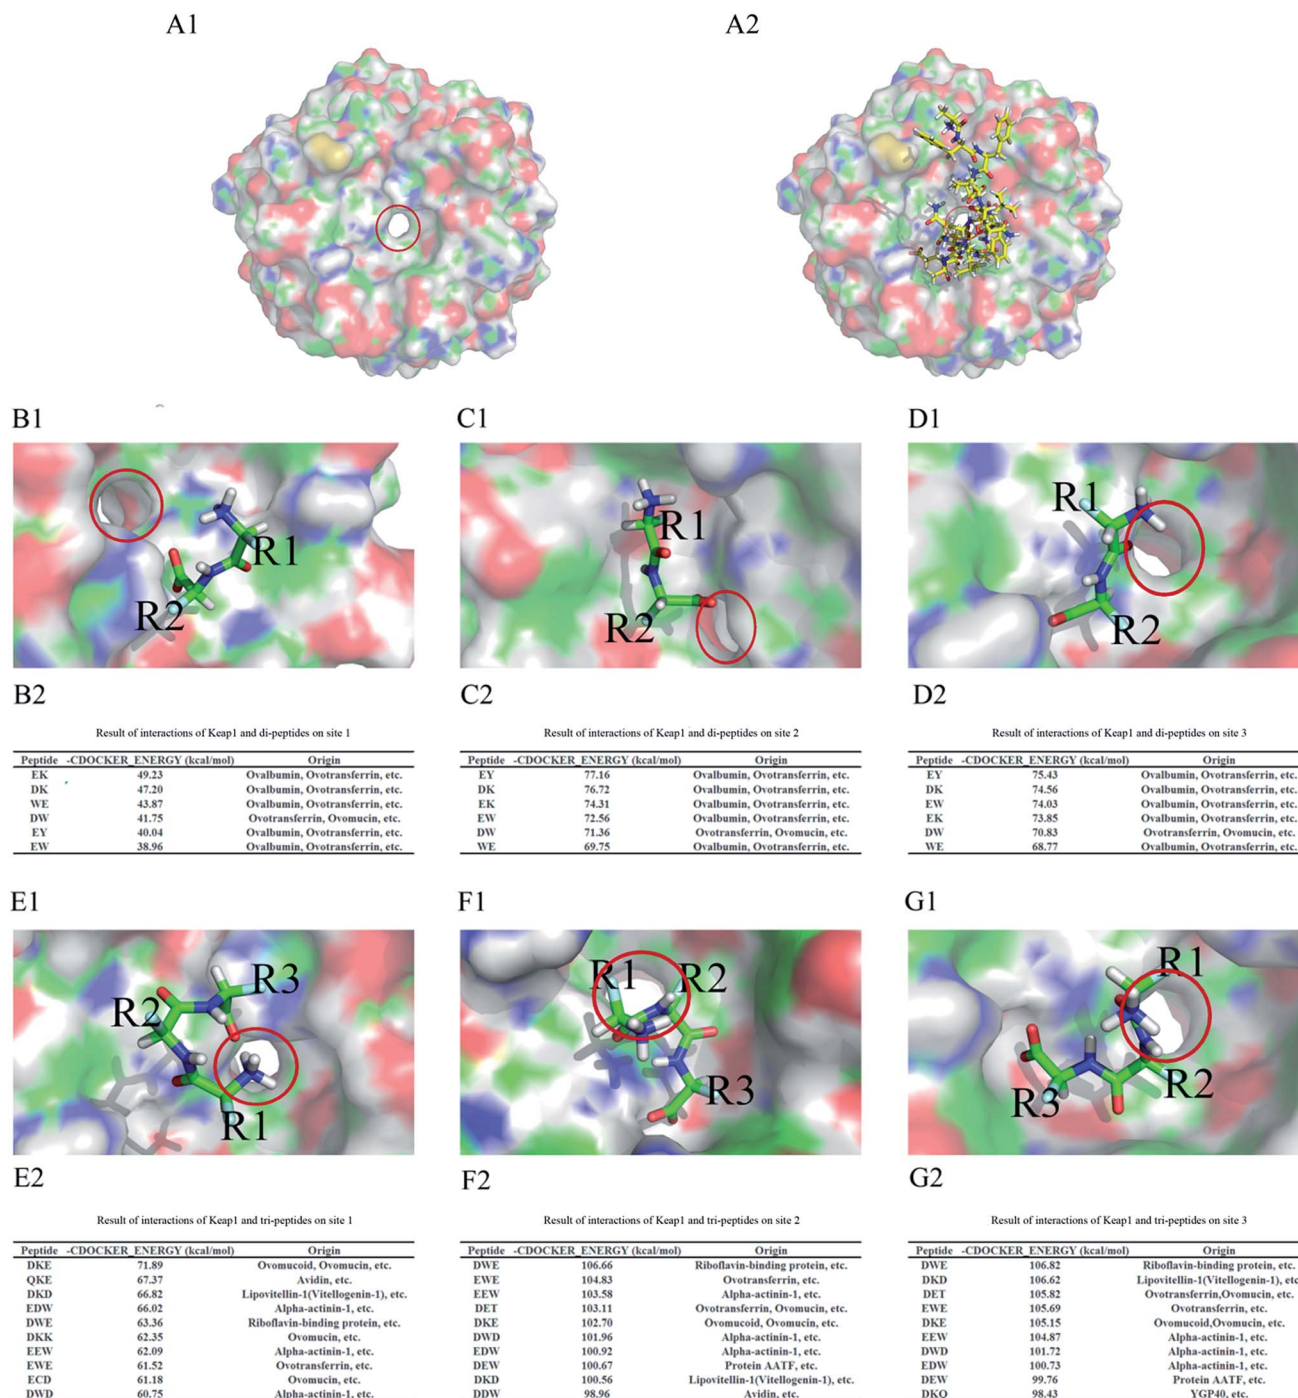 A1 A2
B1 C1 D1
R1 R1 R1
R2 R2 R2
B2 C2 D2
Result of interactions of Keap1 and di-peptides on site 1
Peptide -CDOCKER_ENERGY (kcal/mol) Origin
EK 49.23 Ovalbumin, Ovotransferrin, etc.
DK 47.20 Ovalbumin, Ovotransferrin, etc.
WE 43.87 Ovalbumin, Ovotransferrin, etc.
DW 41.75 Ovotransferrin, Ovomucin, etc.
EY 40.04 Ovalbumin, Ovotransferrin, etc.
EW 38.96 Ovalbumin, Ovotransferrin, etc.
Result of interactions of Keap1 and di-peptides on site 2
Peptide -CDOCKER_ENERGY (kcal/mol) Origin
EY 77.16 Ovalbumin, Ovotransferrin, etc.
DK 76.72 Ovalbumin, Ovotransferrin, etc.
EK 74.31 Ovalbumin, Ovotransferrin, etc.
EW 72.56 Ovalbumin, Ovotransferrin, etc.
DW 71.36 Ovotransferrin, Ovomucin, etc.
WE 69.75 Ovalbumin, Ovotransferrin, etc.
Result of interactions of Keap1 and di-peptides on site 3
Peptide -CDOCKER_ENERGY (kcal/mol) Origin
EY 75.43 Ovalbumin, Ovotransferrin, etc.
DK 74.56 Ovalbumin, Ovotransferrin, etc.
EW 74.03 Ovalbumin, Ovotransferrin, etc.
EK 73.85 Ovalbumin, Ovotransferrin, etc.
DW 70.83 Ovotransferrin, Ovomucin, etc.
WE 68.77 Ovalbumin, Ovotransferrin, etc.
E1 F1 G1
R3 R2 R1
R1 R2 R3
R1 R3 R2
E2 F2 G2
Result of interactions of Keap1 and tri-peptides on site 1
Peptide -CDOCKER_ENERGY (kcal/mol) Origin
DKE 71.89 Ovomucoid, Ovomucin, etc.
QKE 67.37 Avidin, etc.
DKD 66.82 Lipovitellin-1(Vitellogenin-1), etc.
EDW 66.02 Alpha-actinin-1, etc.
DWE 63.36 Riboflavin-binding protein, etc.
DKK 62.35 Ovomucin, etc.
EEW 62.09 Alpha-actinin-1, etc.
EWE 61.52 Ovotransferrin, etc.
ECD 61.18 Ovomucin, etc.
DWD 60.75 Alpha-actinin-1, etc.
Result of interactions of Keap1 and tri-peptides on site 2
Peptide -CDOCKER_ENERGY (kcal/mol) Origin
DWE 106.66 Riboflavin-binding protein, etc.
EWE 104.83 Ovotransferrin, etc.
EEW 103.58 Alpha-actinin-1, etc.
DET 103.11 Ovotransferrin, Ovomucin, etc.
DKE 102.70 Ovomucoid, Ovomucin, etc.
DWD 101.96 Alpha-actinin-1, etc.
EDW 100.92 Alpha-actinin-1, etc.
DEW 100.67 Protein AATF, etc.
DKD 100.56 Lipovitellin-1(Vitellogenin-1), etc.
DDW 98.96 Avidin, etc.
Result of interactions of Keap1 and tri-peptides on site 3
Peptide -CDOCKER_ENERGY (kcal/mol) Origin
DWE 106.82 Riboflavin-binding protein, etc.
DKD 106.62 Lipovitellin-1(Vitellogenin-1), etc
DET 105.82 Ovotransferrin,Ovomucin, etc.
EWE 105.69 Ovotransferrin, etc.
DKE 105.15 Ovomucoid,Ovomucin, etc.
EEW 104.87 Alpha-actinin-1, etc.
DWD 101.72 Alpha-actinin-1, etc.
EDW 100.73 Alpha-actinin-1, etc.
DEW 99.76 Protein AATF, etc.
DKQ 98.43 YGP40, etc.